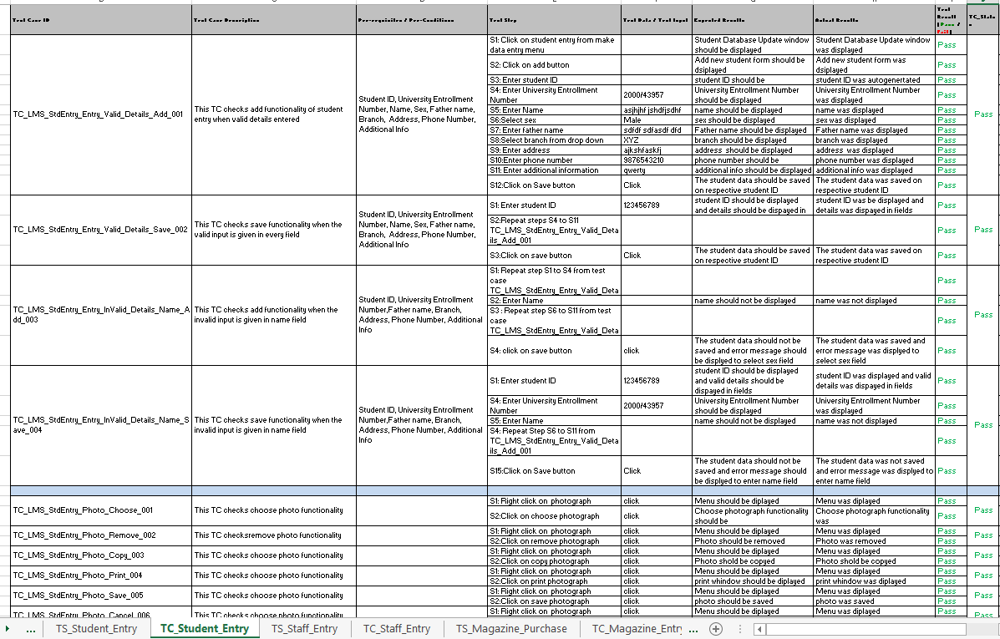 Test Case ID
Test Case Description
Pre-requisites / Pre-Conditions
Test Step
Test Data / Test Input
Expected Results
Actual Results
Test
Result
(Pass /
Fail)
TC_Statu
s
TC_LMS_StdEntry_Entry_Valid_Details_Add_001
This TC checks add functionality of student
entry when valid details entered
Student ID, University Entrollment
Number, Name, Sex, Father name,
Branch, Address, Phone Number,
Additional Info
S1: Click on student entry from make
data entry menu
Student Database Update window
should be displayed
Student Database Update window
was displayed
Pass
S2: Click on add button
Add new student form should be
dsiplayed
Add new student form was
dsiplayed
Pass
S3: Enter student ID
student ID should be
student ID was autogenertated
Pass
S4: Enter University Entrollment
Number
2000/43957
University Enrollment Number
should be displayed
University Enrollment Number
was displayed
Pass
S5: Enter Name
asjhjhf jshdfjsdhf
name should be displayed
name was displayed
Pass
S6:Select sex
Male
sex should be displayed
sex was displayed
Pass
S7: Enter father name
sdfdf sdfasdf dfd
Father name should be displayed
Father name was displayed
Pass
S8:Select branch from drop down
XYZ
branch should be displayed
branch was displayed
Pass
S9: Enter address
ajkshfaskfj
address should be displayed
address was displayed
Pass
S10:Enter phone number
9876543210
phone number should be
phone number was displayed
Pass
S11: Enter additional information
qwerty
additional info should be displayed
additional info was displayed
Pass
S12:Click on Save button
Click
The student data should be saved
on respective student ID
The student data was saved on
respective student ID
Pass
Pass
TC_LMS_StdEntry_Entry_Valid_Details_Save_002
This TC checks save functionality when the
valid input is given in every field
Student ID, University Entrollment
Number, Name, Sex, Father name,
Branch, Address, Phone Number,
Additional Info
S1: Enter student ID
123456789
student ID should be displayed
and details should be dispayed in
student ID was be displayed and
details was dispayed in fields
Pass
S2:Repeat steps S4 to S11
TC_LMS_StdEntry_Entry_Valid_Deta
ils_Add_001
Pass
S3:Click on save button
Click
The student data should be saved
on respective student ID
The student data was saved on
respective student ID
Pass
Pass
TC_LMS_StdEntry_Entry_InValid_Details_Name_A
dd_003
This TC checks add functionality when the
invalid input is given in name field
Student ID, University Entrollment
Number,Father name, Branch,
Address, Phone Number, Additional
Info
S1: Repeat step S1 to S4 from test
case
TC_LMS_StdEntry_Entry_Valid_Deta
Pass
S2: Enter Name
name should not be displayed
name was not displayed
Pass
S3 : Repeat step S6 to S11 from test
case
TC_LMS_StdEntry_Entry_Valid_Deta
Pass
S4: click on save button
click
The student data should not be
saved and error message should
be displyed to select sex field
The student data was saved and
error message was displyed to
select sex field
Pass
Pass
TC_LMS_StdEntry_Entry_InValid_Details_Name_S
ave_004
This TC checks save functionality when the
invalid input is given in name field
Student ID, University Entrollment
Number,Father name, Branch,
Address, Phone Number, Additional
Info
S1: Enter student ID
123456789
student ID should be displayed
and valid details should be
dispayed in fields
student ID was displayed and valid
details was dispayed in fields
Pass
S4: Enter University Entrollment
Number
2000/43957
University Enrollment Number
should be displayed
University Enrollment Number
was displayed
Pass
S5: Enter Name
name should not be displayed
name was not displayed
Pass
S4: Repeat Step S6 to S11 from
TC_LMS_StdEntry_Entry_Valid_Deta
ils_Add_001
Pass
S15:Click on Save button
Click
The student data should not be
saved and error message should
be displyed to enter name field
The student data was not saved
and error message was displyed to
enter name field
Pass
Pass
TC_LMS_StdEntry_Photo_Choose_001
This TC checks choose photo functionality
S1: Right click on photograph
click
Menu should be diplayed
Menu was diplayed
Pass
S2:Click on choose photograph
click
Choose photograph functionality
should be
Choose photograph functionality
was
Pass
Pass
TC_LMS_StdEntry_Photo_Remove_002
This TC checksremove photo functionality
S1: Right click on photograph
click
Menu should be diplayed
Menu was diplayed
Pass
S2:Click on remove photograph
click
Photo should be removed
Photo was removed
Pass
Pass
TC_LMS_StdEntry_Photo_Copy_003
This TC checks choose photo functionality
S1: Right click on photograph
click
Menu should be diplayed
Menu was diplayed
Pass
S2:Click on copy photograph
click
Photo shold be copyed
Photo shold be copyed
Pass
Pass
TC_LMS_StdEntry_Photo_Print_004
This TC checks choose photo functionality
S1: Right click on photograph
click
Menu should be diplayed
Menu was diplayed
Pass
S2:Click on print photograph
click
print whindow should be diplayed
print whindow was diplayed
Pass
Pass
TC_LMS_StdEntry_Photo_Save_005
This TC checks choose photo functionality
S1: Right click on photograph
click
Menu should be diplayed
Menu was diplayed
Pass
S2:Click on save photograph
click
photo should be saved
photo was saved
Pass
Pass
TC_LMS_StdEntry_Photo_Cancel_006
This TC checks choose photo functionality
S1: Right click on photograph
click
Menu should be diplayed
Menu was diplayed
Pass
Pass
...
TS_Student_Entry
TC_Student_Entry
TS_Staff_Entry
TC_Staff_Entry
TS_Magazine_Purchase
TC_Magazine_Entry ...